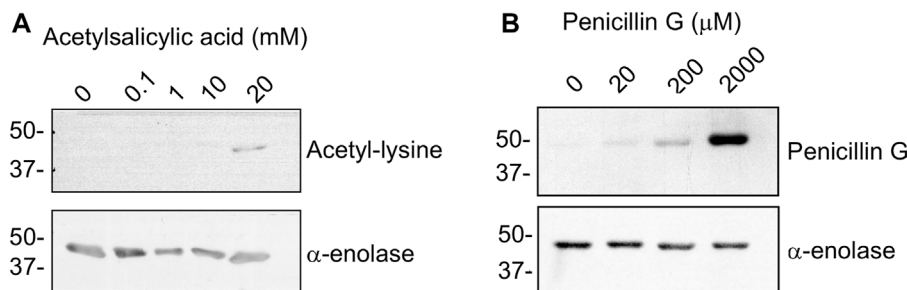 A
Acetylsalicylic acid (mM)
0 0.1 1 10 20
50-
37-
Acetyl-lysine
50-
37-
α-enolase
B
Penicillin G (μM)
0 20 200 2000
50-
37-
Penicillin G
50-
37-
α-enolase